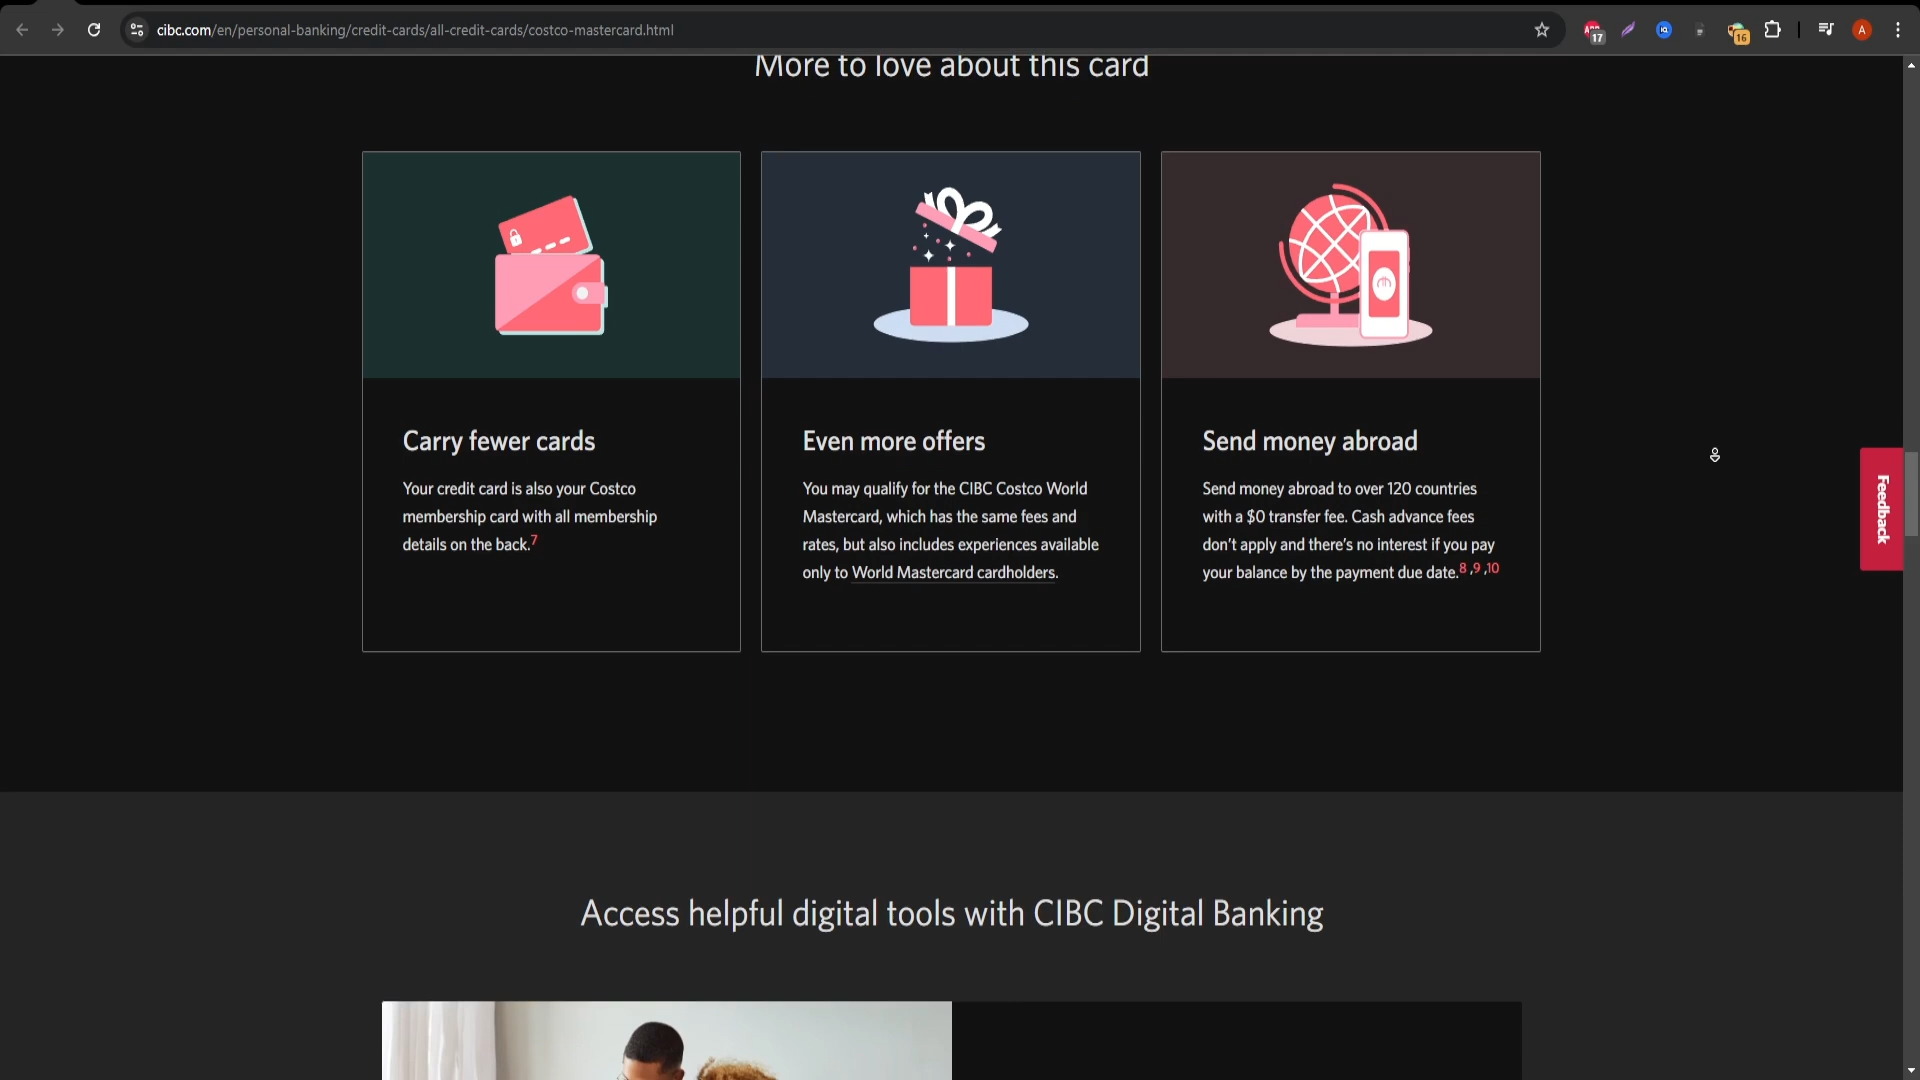 cibc.com/en/personal-banking/credit-cards/all-credit-cards/costco-mastercard.html
17
16
A
More to love about this card
Carry fewer cards
Your credit card is also your Costco
membership card with all membership
details on the back.7
Even more offers
You may qualify for the CIBC Costco World
Mastercard, which has the same fees and
rates, but also includes experiences available
only to World Mastercard cardholders.
Send money abroad
Send money abroad to over 120 countries
with a $0 transfer fee. Cash advance fees
don’t apply and there’s no interest if you pay
your balance by the payment due date.8 ,9 ,10
Feedback
Access helpful digital tools with CIBC Digital Banking